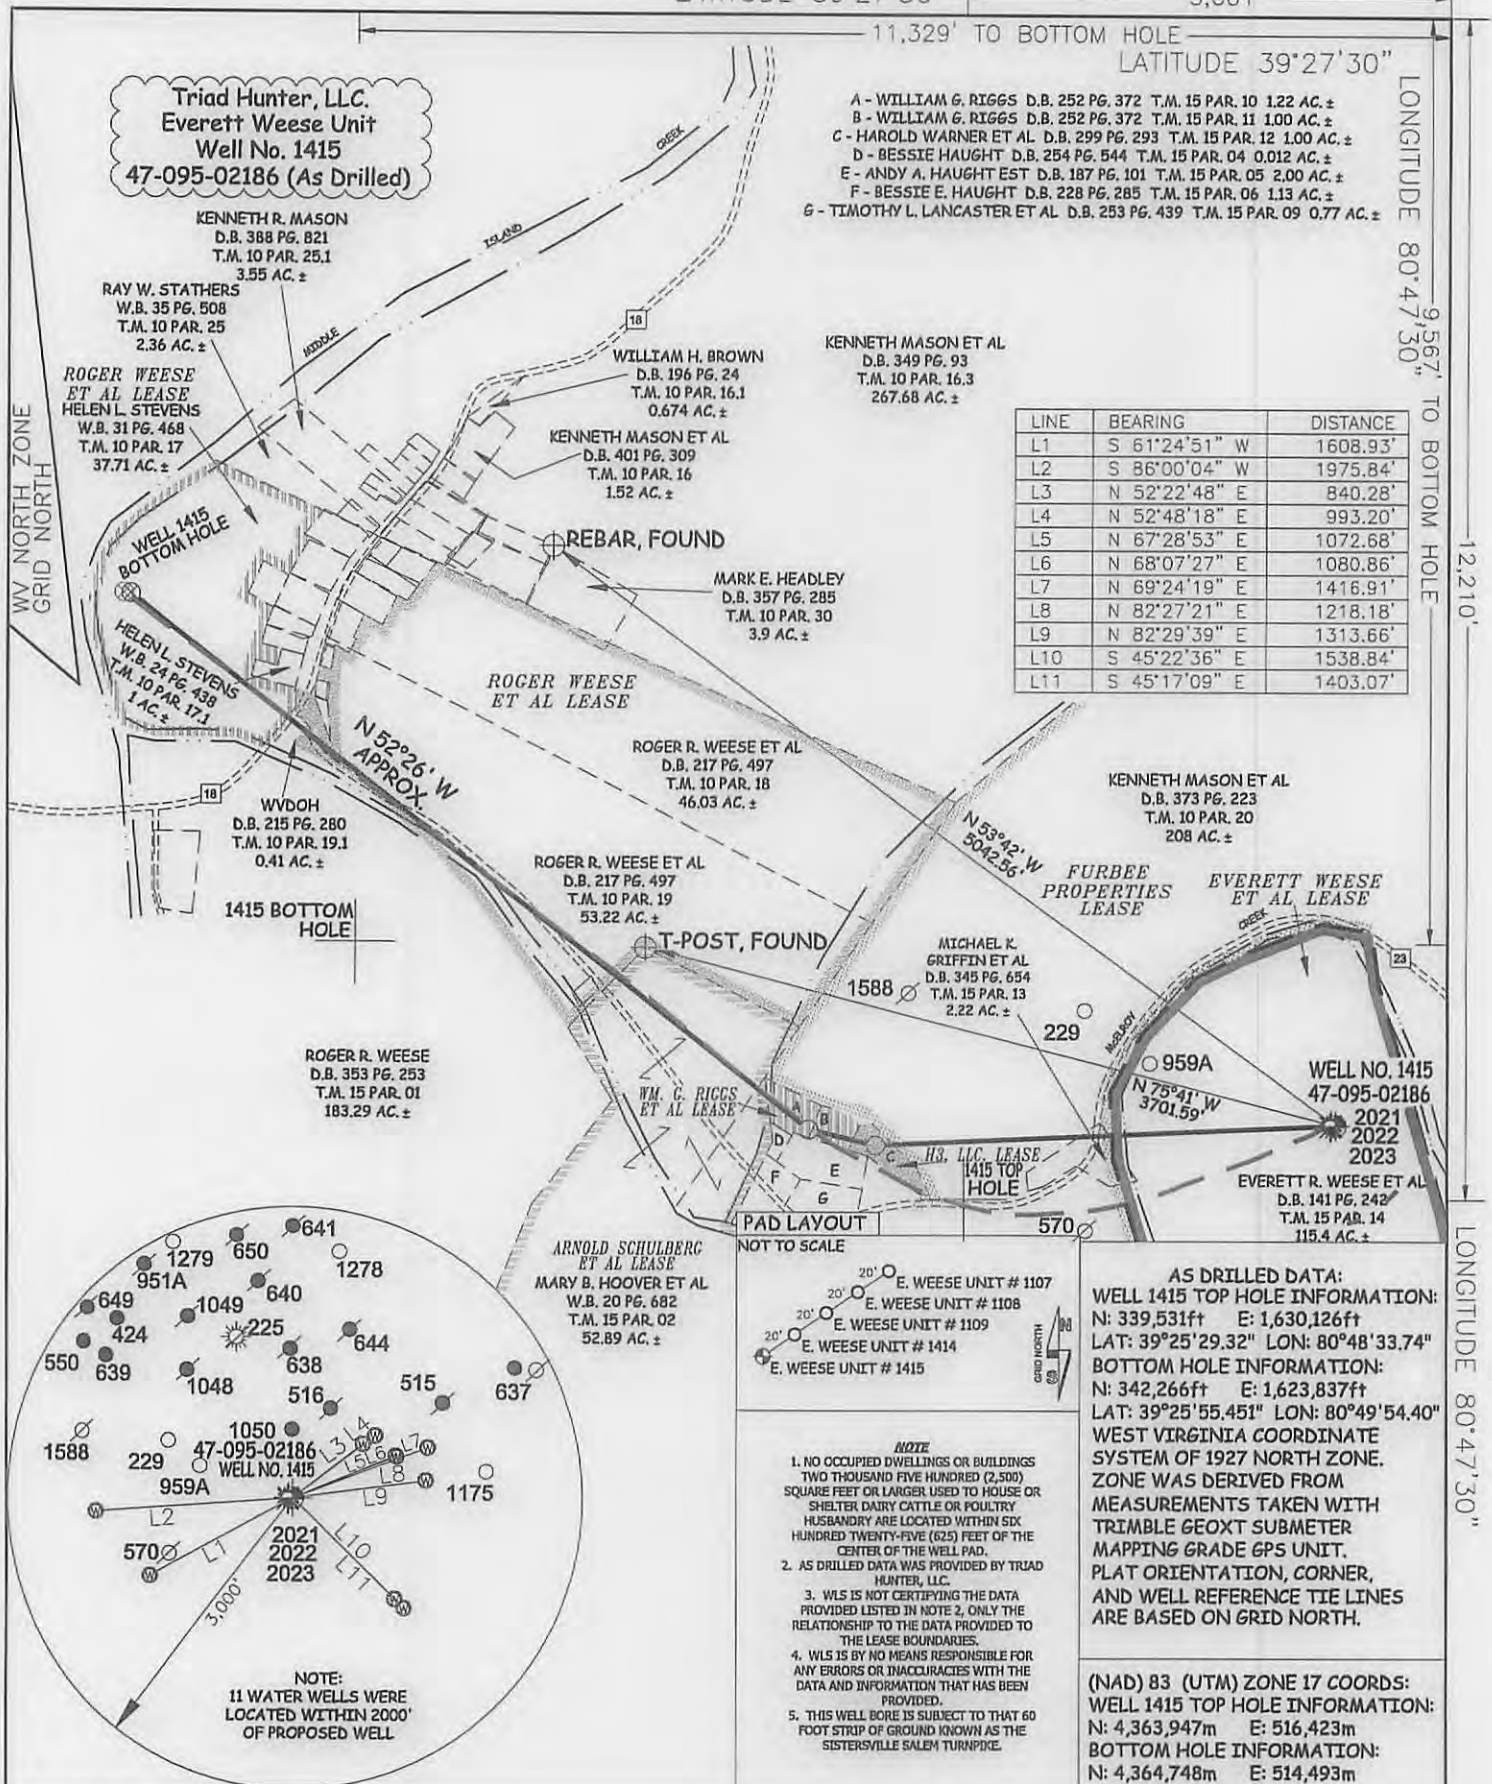 11,329' TO BOTTOM HOLE
LATITUDE 39°27'30"
LONGITUDE 80°47'30"
9,567' TO BOTTOM HOLE
12,210'
LONGITUDE 80°47'30"
Triad Hunter, LLC.
Everett Weese Unit
Well No. 1415
47-095-02186 (As Drilled)
A - WILLIAM G. RIGGS D.B. 252 PG. 372 T.M. 15 PAR. 10 1.22 AC. ±
B - WILLIAM G. RIGGS D.B. 252 PG. 372 T.M. 15 PAR. 11 1.00 AC. ±
C - HAROLD WARNER ET AL D.B. 299 PG. 293 T.M. 15 PAR. 12 1.00 AC. ±
D - BESSIE HAUGHT D.B. 254 PG. 544 T.M. 15 PAR. 04 0.012 AC. ±
E - ANDY A. HAUGHT EST D.B. 187 PG. 101 T.M. 15 PAR. 05 2.00 AC. ±
F - BESSIE E. HAUGHT D.B. 228 PG. 285 T.M. 15 PAR. 06 1.13 AC. ±
G - TIMOTHY L. LANCASTER ET AL D.B. 253 PG. 439 T.M. 15 PAR. 09 0.77 AC. ±
KENNETH R. MASON
D.B. 388 PG. 821
T.M. 10 PAR. 25.1
3.55 AC. ±
RAY W. STATHERS
W.B. 35 PG. 508
T.M. 10 PAR. 25
2.36 AC. ±
ROGER WEESE
ET AL LEASE
HELEN L. STEVENS
W.B. 31 PG. 468
T.M. 10 PAR. 17
37.71 AC. ±
WV NORTH ZONE
GRID NORTH
MIDDLE
ISLAND
CREEK
18
WILLIAM H. BROWN
D.B. 196 PG. 24
T.M. 10 PAR. 16.1
0.674 AC. ±
KENNETH MASON ET AL
D.B. 401 PG. 309
T.M. 10 PAR. 16
1.52 AC. ±
KENNETH MASON ET AL
D.B. 349 PG. 93
T.M. 10 PAR. 16.3
267.68 AC. ±
LINE BEARING DISTANCE
L1 S 61°24'51" W 1608.93'
L2 S 86°00'04" W 1975.84'
L3 N 52°22'48" E 840.28'
L4 N 52°48'18" E 993.20'
L5 N 67°28'53" E 1072.68'
L6 N 68°07'27" E 1080.86'
L7 N 69°24'19" E 1416.91'
L8 N 82°27'21" E 1218.18'
L9 N 82°29'39" E 1313.66'
L10 S 45°22'36" E 1538.84'
L11 S 45°17'09" E 1403.07'
WELL 1415
BOTTOM HOLE
REBAR, FOUND
MARK E. HEADLEY
D.B. 357 PG. 285
T.M. 10 PAR. 30
3.9 AC. ±
HELEN L. STEVENS
W.B. 24 PG. 438
T.M. 10 PAR. 17.1
1 AC. ±
ROGER WEESE
ET AL LEASE
N 52°26' W
APPROX.
ROGER R. WEESE ET AL
D.B. 217 PG. 497
T.M. 10 PAR. 18
46.03 AC. ±
KENNETH MASON ET AL
D.B. 373 PG. 223
T.M. 10 PAR. 20
208 AC. ±
18
WVDOH
D.B. 215 PG. 280
T.M. 10 PAR. 19.1
0.41 AC. ±
N 53°42' W
5042.56'
FURBEE
PROPERTIES
LEASE
EVERETT WEESE
ET AL LEASE
ROGER R. WEESE ET AL
D.B. 217 PG. 497
T.M. 10 PAR. 19
53.22 AC. ±
1415 BOTTOM
HOLE
T-POST, FOUND
MICHAEL K.
GRIFFIN ET AL
D.B. 345 PG. 654
T.M. 15 PAR. 13
2.22 AC. ±
CREEK
23
1588
229
McELROY
959A
N 75°41' W
3701.59'
WELL NO. 1415
47-095-02186
2021
2022
2023
ROGER R. WEESE
D.B. 353 PG. 253
T.M. 15 PAR. 01
183.29 AC. ±
WM. G. RIGGS
ET AL LEASE
A
B
C
D
E
F
G
H3, LLC. LEASE
1415 TOP
HOLE
EVERETT R. WEESE ET AL
D.B. 141 PG. 242
T.M. 15 PAR. 14
115.4 AC. ±
570
ARNOLD SCHULBERG
ET AL LEASE
MARY B. HOOVER ET AL
W.B. 20 PG. 682
T.M. 15 PAR. 02
52.89 AC. ±
PAD LAYOUT
NOT TO SCALE
20'
E. WEESE UNIT # 1107
20'
E. WEESE UNIT # 1108
20'
E. WEESE UNIT # 1109
20'
E. WEESE UNIT # 1414
E. WEESE UNIT # 1415
GRID NORTH
N
S
641
650
1279
1278
951A
640
649
1049
424
225
644
550
639
638
1048
516
515
637
1050
1588
229
47-095-02186
WELL NO. 1415
959A
L3
L4
L5
L6
L7
L8
L9
1175
L2
L1
570
2021
2022
2023
L10
L11
3,000'
NOTE:
11 WATER WELLS WERE
LOCATED WITHIN 2000'
OF PROPOSED WELL
NOTE
1. NO OCCUPIED DWELLINGS OR BUILDINGS
TWO THOUSAND FIVE HUNDRED (2,500)
SQUARE FEET OR LARGER USED TO HOUSE OR
SHELTER DAIRY CATTLE OR POULTRY
HUSBANDRY ARE LOCATED WITHIN SIX
HUNDRED TWENTY-FIVE (625) FEET OF THE
CENTER OF THE WELL PAD.
2. AS DRILLED DATA WAS PROVIDED BY TRIAD
HUNTER, LLC.
3. WLS IS NOT CERTIFYING THE DATA
PROVIDED LISTED IN NOTE 2, ONLY THE
RELATIONSHIP TO THE DATA PROVIDED TO
THE LEASE BOUNDARIES.
4. WLS IS BY NO MEANS RESPONSIBLE FOR
ANY ERRORS OR INACCURACIES WITH THE
DATA AND INFORMATION THAT HAS BEEN
PROVIDED.
5. THIS WELL BORE IS SUBJECT TO THAT 60
FOOT STRIP OF GROUND KNOWN AS THE
SISTERSVILLE SALEM TURNPIKE.
AS DRILLED DATA:
WELL 1415 TOP HOLE INFORMATION:
N: 339,531ft E: 1,630,126ft
LAT: 39°25'29.32" LON: 80°48'33.74"
BOTTOM HOLE INFORMATION:
N: 342,266ft E: 1,623,837ft
LAT: 39°25'55.451" LON: 80°49'54.40"
WEST VIRGINIA COORDINATE
SYSTEM OF 1927 NORTH ZONE.
ZONE WAS DERIVED FROM
MEASUREMENTS TAKEN WITH
TRIMBLE GEOXT SUBMETER
MAPPING GRADE GPS UNIT.
PLAT ORIENTATION, CORNER,
AND WELL REFERENCE TIE LINES
ARE BASED ON GRID NORTH.
(NAD) 83 (UTM) ZONE 17 COORDS:
WELL 1415 TOP HOLE INFORMATION:
N: 4,363,947m E: 516,423m
BOTTOM HOLE INFORMATION:
N: 4,364,748m E: 514,493m